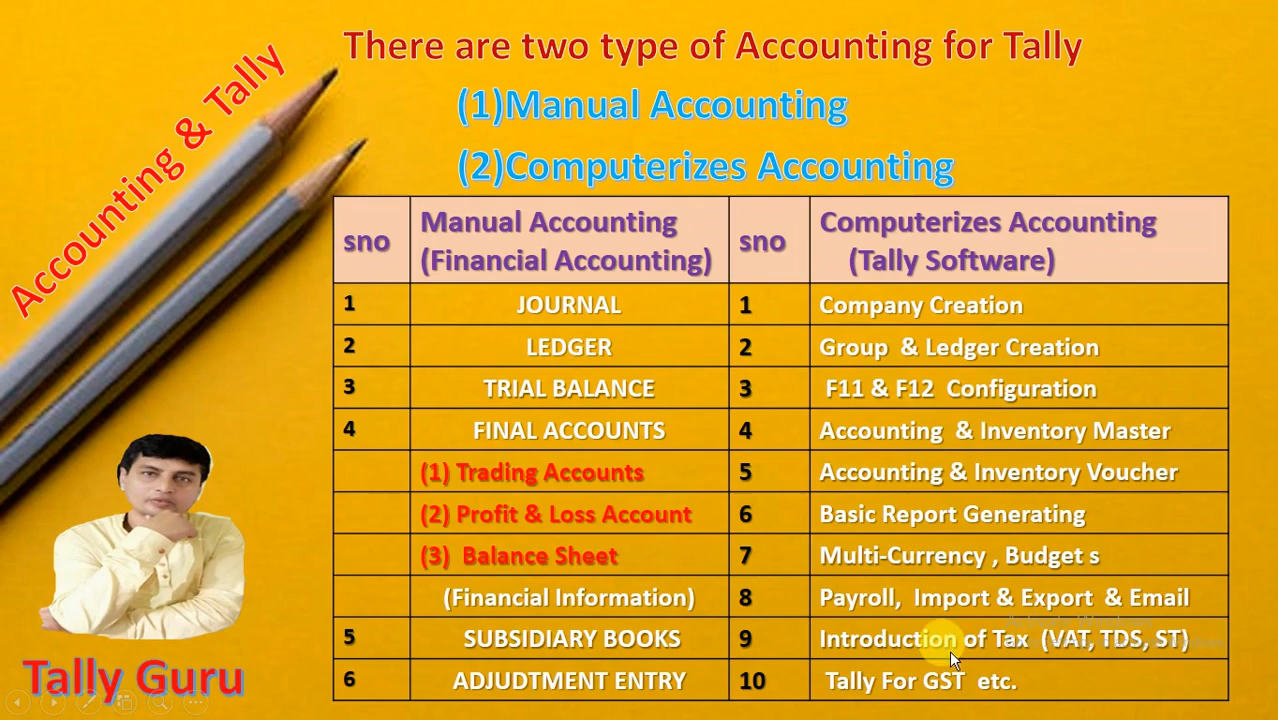 There are two type of Accounting for Tally
(1)Manual Accounting
(2)Computerizes Accounting
Accounting & Tally
sno Manual Accounting (Financial Accounting) sno Computerizes Accounting (Tally Software)
1 JOURNAL 1 Company Creation
2 LEDGER 2 Group & Ledger Creation
3 TRIAL BALANCE 3 F11 & F12 Configuration
4 FINAL ACCOUNTS 4 Accounting & Inventory Master
(1) Trading Accounts 5 Accounting & Inventory Voucher
(2) Profit & Loss Account 6 Basic Report Generating
(3) Balance Sheet 7 Multi-Currency , Budget s
(Financial Information) 8 Payroll, Import & Export & Email
5 SUBSIDIARY BOOKS 9 Introduction of Tax (VAT, TDS, ST)
6 ADJUDTMENT ENTRY 10 Tally For GST etc.
Tally Guru